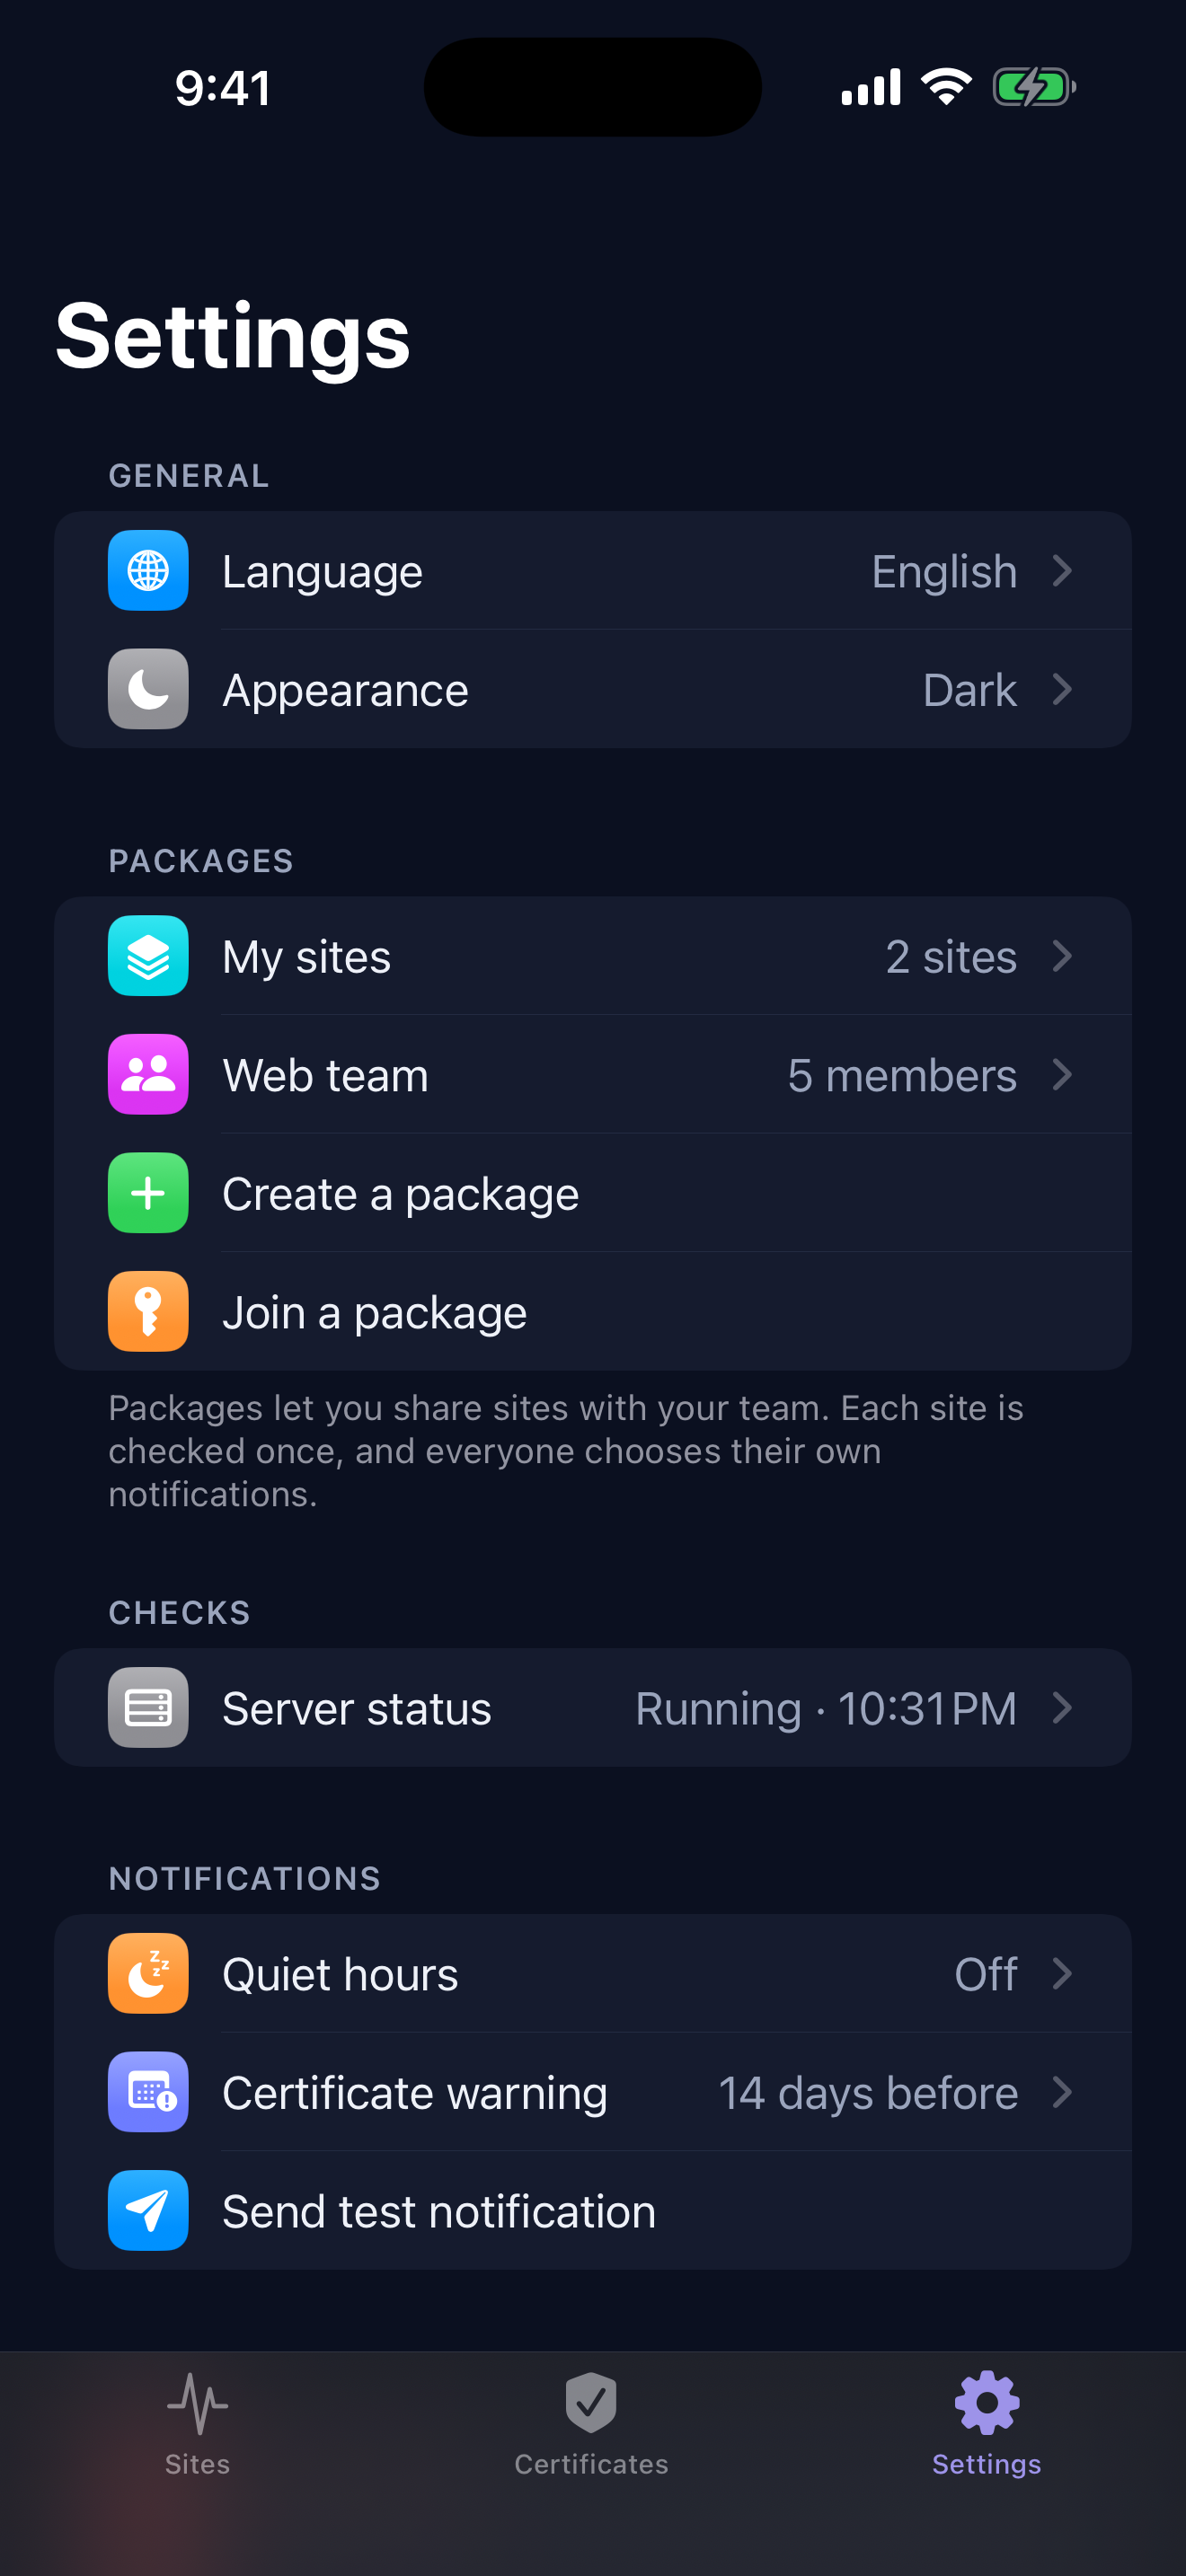 9:41
Settings
GENERAL
Language English
Appearance Dark
PACKAGES
My sites 2 sites
Web team 5 members
Create a package
Join a package
Packages let you share sites with your team. Each site is
checked once, and everyone chooses their own
notifications.
CHECKS
Server status Running · 10:31 PM
NOTIFICATIONS
Quiet hours Off
Certificate warning 14 days before
Send test notification
Sites Certificates Settings